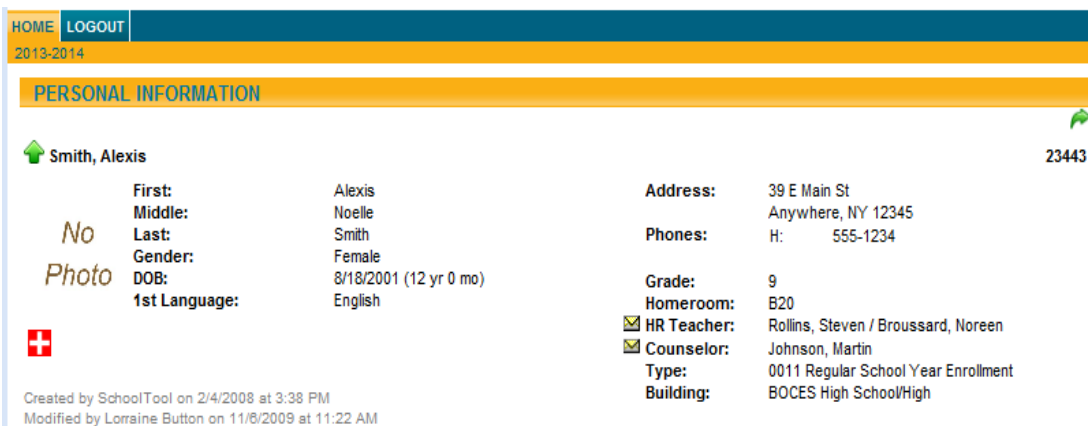 HOME LOGOUT
2013-2014
PERSONAL INFORMATION
Smith, Alexis 23443
First: Alexis Address: 39 E Main St
Middle: Noelle Anywhere, NY 12345
No Last: Smith Phones: H: 555-1234
Gender: Female
Photo DOB: 8/18/2001 (12 yr 0 mo) Grade: 9
1st Language: English Homeroom: B20
HR Teacher: Rollins, Steven / Broussard, Noreen
Counselor: Johnson, Martin
Type: 0011 Regular School Year Enrollment
Building: BOCES High School/High
Created by SchoolTool on 2/4/2008 at 3:38 PM
Modified by Lorraine Button on 11/6/2009 at 11:22 AM